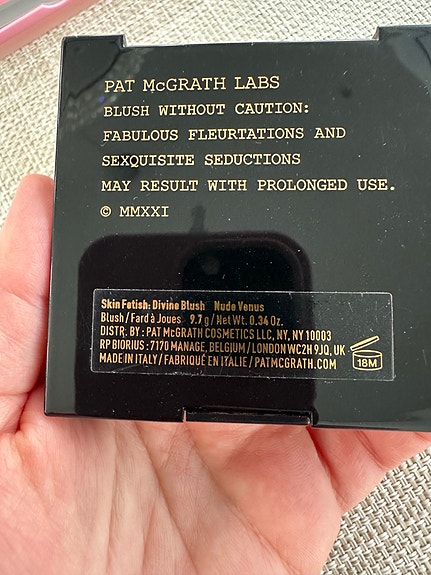 PAT McGRATH LABS
BLUSH WITHOUT CAUTION:
FABULOUS FLEURTATIONS AND
SEXQUISITE SEDUCTIONS
MAY RESULT WITH PROLONGED USE.
© MMXXI
Skin Fetish: Divine Blush Nude Venus
Blush / Fard à Joues 9.7 g / Net Wt. 0.34 Oz.
DISTR. BY : PAT McGRATH COSMETICS LLC, NY, NY 10003
RP BIORIUS : 7170 MANAGE, BELGIUM / LONDON WC2H 9JQ, UK
MADE IN ITALY / FABRIQUÉ EN ITALIE / PATMCGRATH.COM
18M